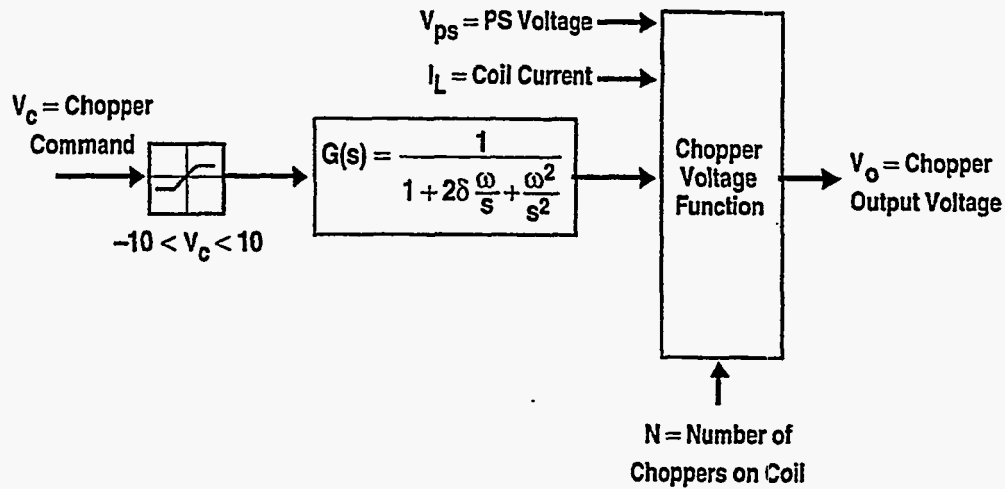 V_ps = PS Voltage
I_L = Coil Current
V_c = Chopper
Command
–10 < V_c < 10
G(s) = 1 / (1 + 2δ ω/s + ω²/s²)
Chopper
Voltage
Function
V_o = Chopper
Output Voltage
N = Number of
Choppers on Coil